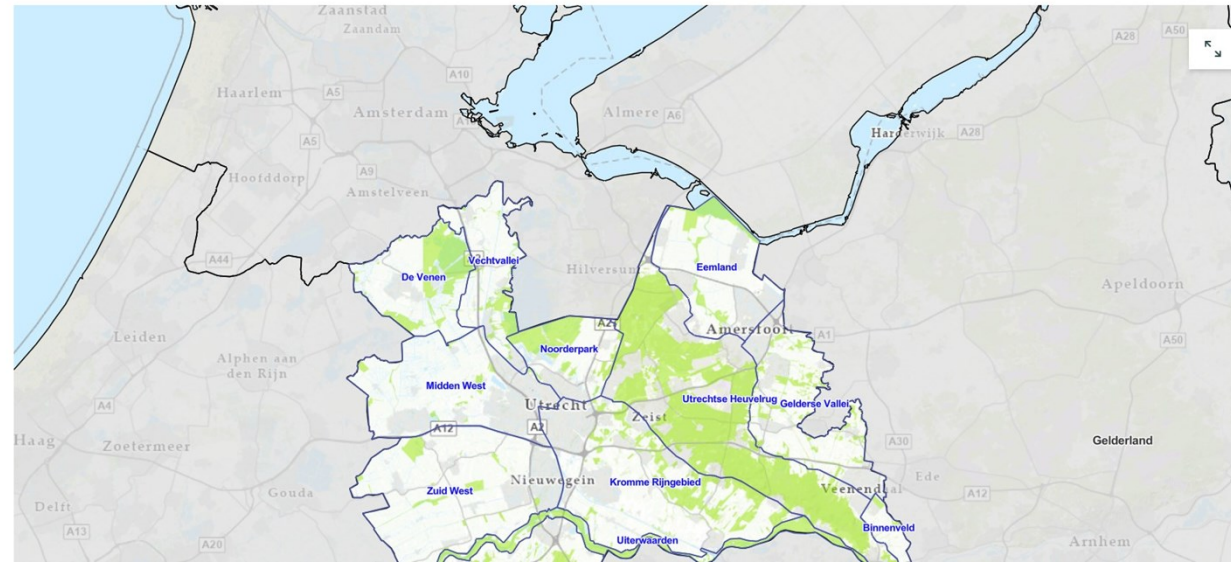 Zaanstad
Zaandam
A28
A50
A10
Haarlem
A5
Amsterdam
Almere
A6
A5
Harderwijk
A28
Hoofddorp
A9
Amstelveen
A44
Vechtvallei
De Venen
Hilversum
Eemland
Apeldoorn
Leiden
A27
Amersfoort
A1
A50
Noorderpark
Alphen aan
den Rijn
Midden West
Utrechtse Heuvelrug
Gelderse Vallei
A4
Utrecht
Zeist
Haag
Zoetermeer
A12
A2
A30
Gelderland
Nieuwegein
Kromme Rijngebied
Ede
Zuid West
Veenendaal
A12
Gouda
Delft
Binnenveld
A13
A20
Uiterwaarden
Arnhem